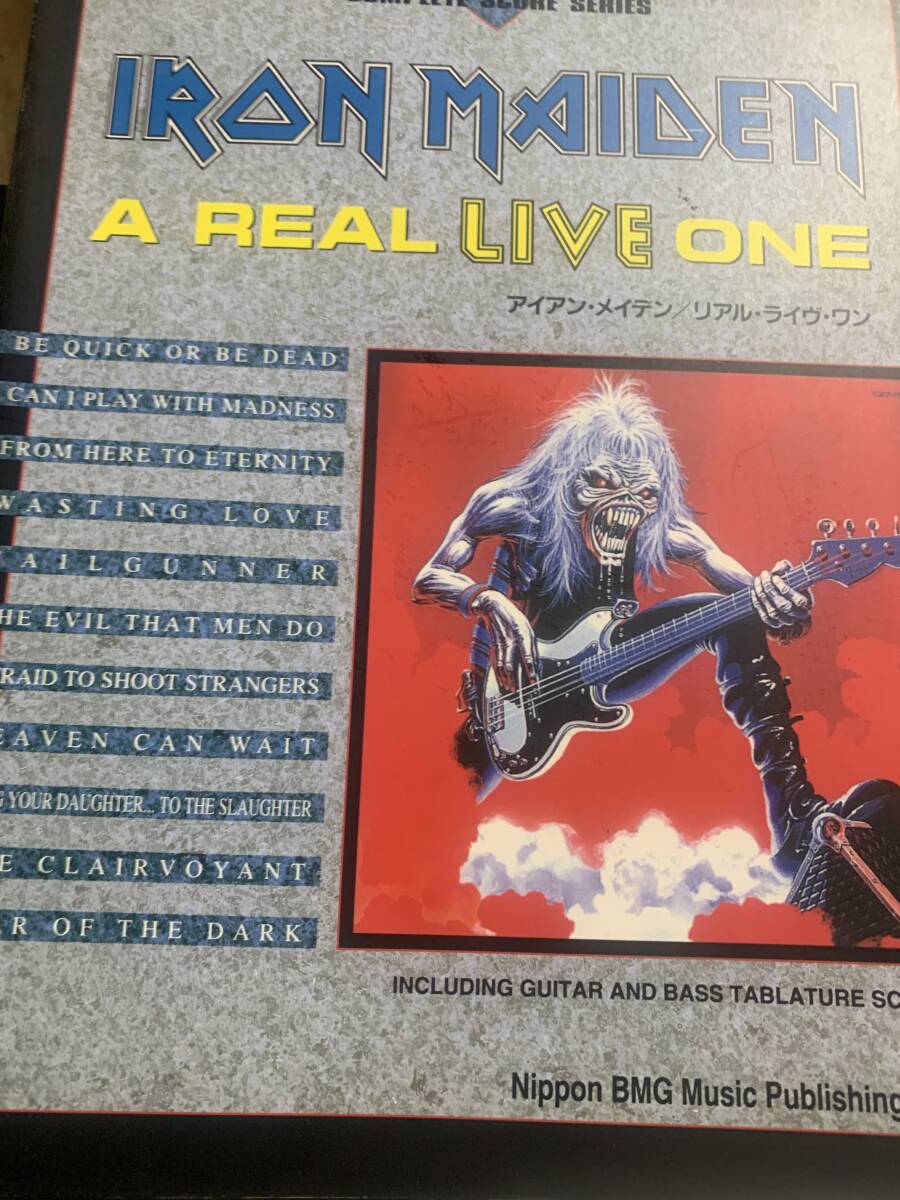 COMPLETE SCORE SERIES
IRON MAIDEN
A REAL LIVE ONE
アイアン・メイデン／リアル・ライヴ・ワン
BE QUICK OR BE DEAD
CAN I PLAY WITH MADNESS
FROM HERE TO ETERNITY
WASTING LOVE
AILGUNNER
HE EVIL THAT MEN DO
RAID TO SHOOT STRANGERS
EAVEN CAN WAIT
G YOUR DAUGHTER... TO THE SLAUGHTER
E CLAIRVOYANT
R OF THE DARK
INCLUDING GUITAR AND BASS TABLATURE SC
Nippon BMG Music Publishing